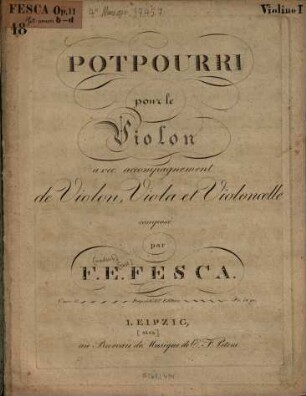 FESCA Op. 11
Violino I
18
POTPOURRI
pour le
Violon
avec accompagnement
de Violon, Viola et Violoncelle
composé
par
F. E. FESCA.
LEIPZIG,
au Bureau de Musique de C. F. Peters.